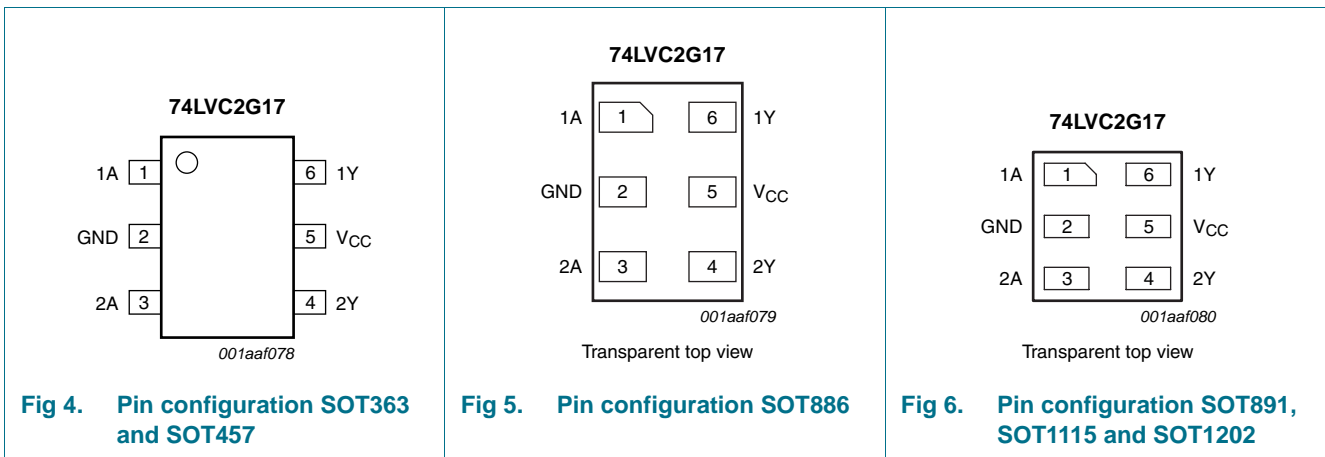 74LVC2G17
1A 1 6 1Y
GND 2 5 VCC
2A 3 4 2Y
001aaf078
Fig 4. Pin configuration SOT363
and SOT457
74LVC2G17
1A 1 6 1Y
GND 2 5 VCC
2A 3 4 2Y
001aaf079
Transparent top view
Fig 5. Pin configuration SOT886
74LVC2G17
1A 1 6 1Y
GND 2 5 VCC
2A 3 4 2Y
001aaf080
Transparent top view
Fig 6. Pin configuration SOT891,
SOT1115 and SOT1202